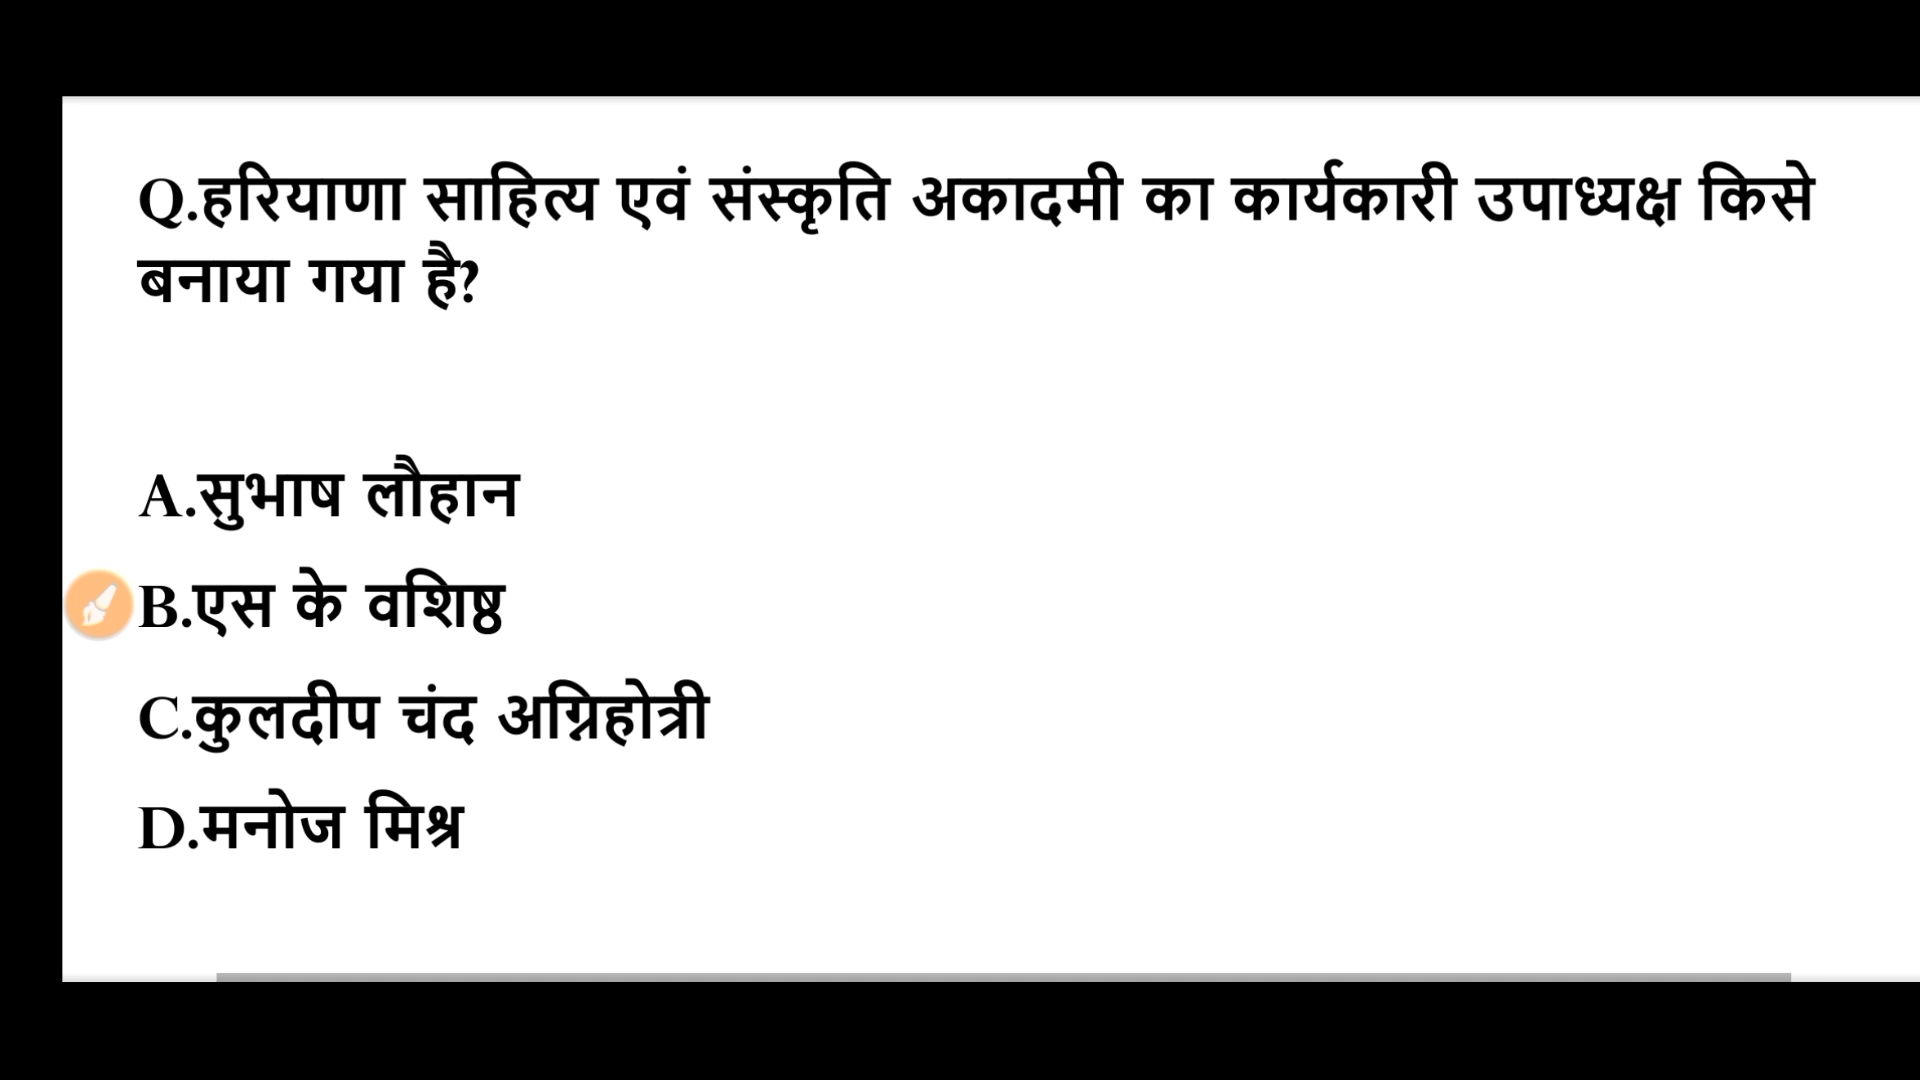 Q.हरियाणा साहित्य एवं संस्कृति अकादमी का कार्यकारी उपाध्यक्ष किसे
बनाया गया है?
A.सुभाष लौहान
B.एस के वशिष्ठ
C.कुलदीप चंद अग्निहोत्री
D.मनोज मिश्र